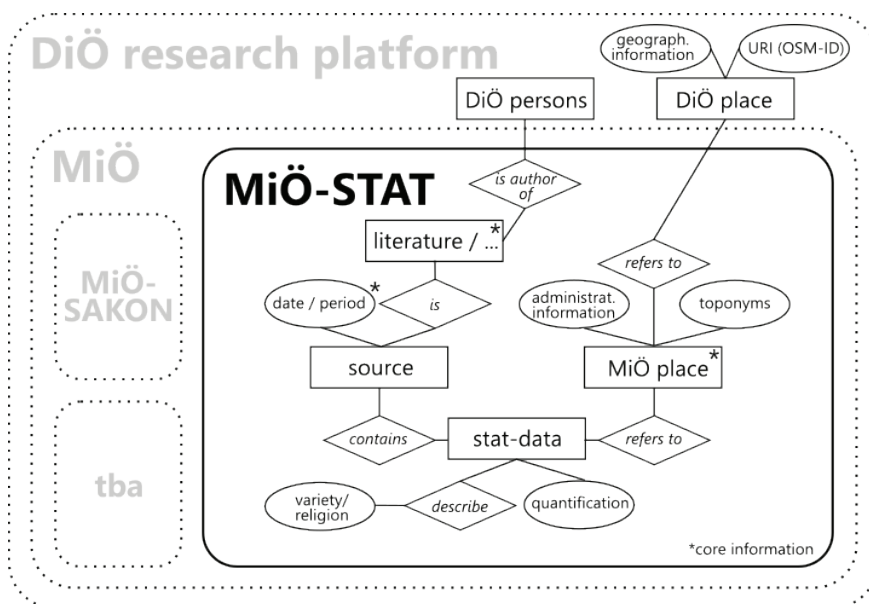 DiÖ research platform
geograph.
information
URI (OSM-ID)
DiÖ persons
DiÖ place
MiÖ
MiÖ-STAT
is author
of
literature / ...*
refers to
MiÖ-
SAKON
date / period*
is
administrat.
information
toponyms
source
MiÖ place*
contains
stat-data
refers to
tba
variety/
religion
describe
quantification
*core information